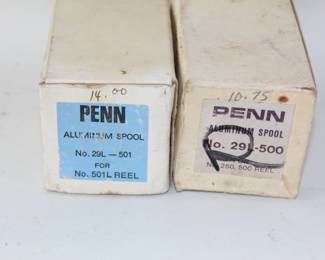 14.00
PENN
ALUMINUM SPOOL
No. 29L — 501
FOR
No. 501L REEL
10.75
PENN
ALUMINUM SPOOL
No. 29L-500
No. 250, 500 REEL